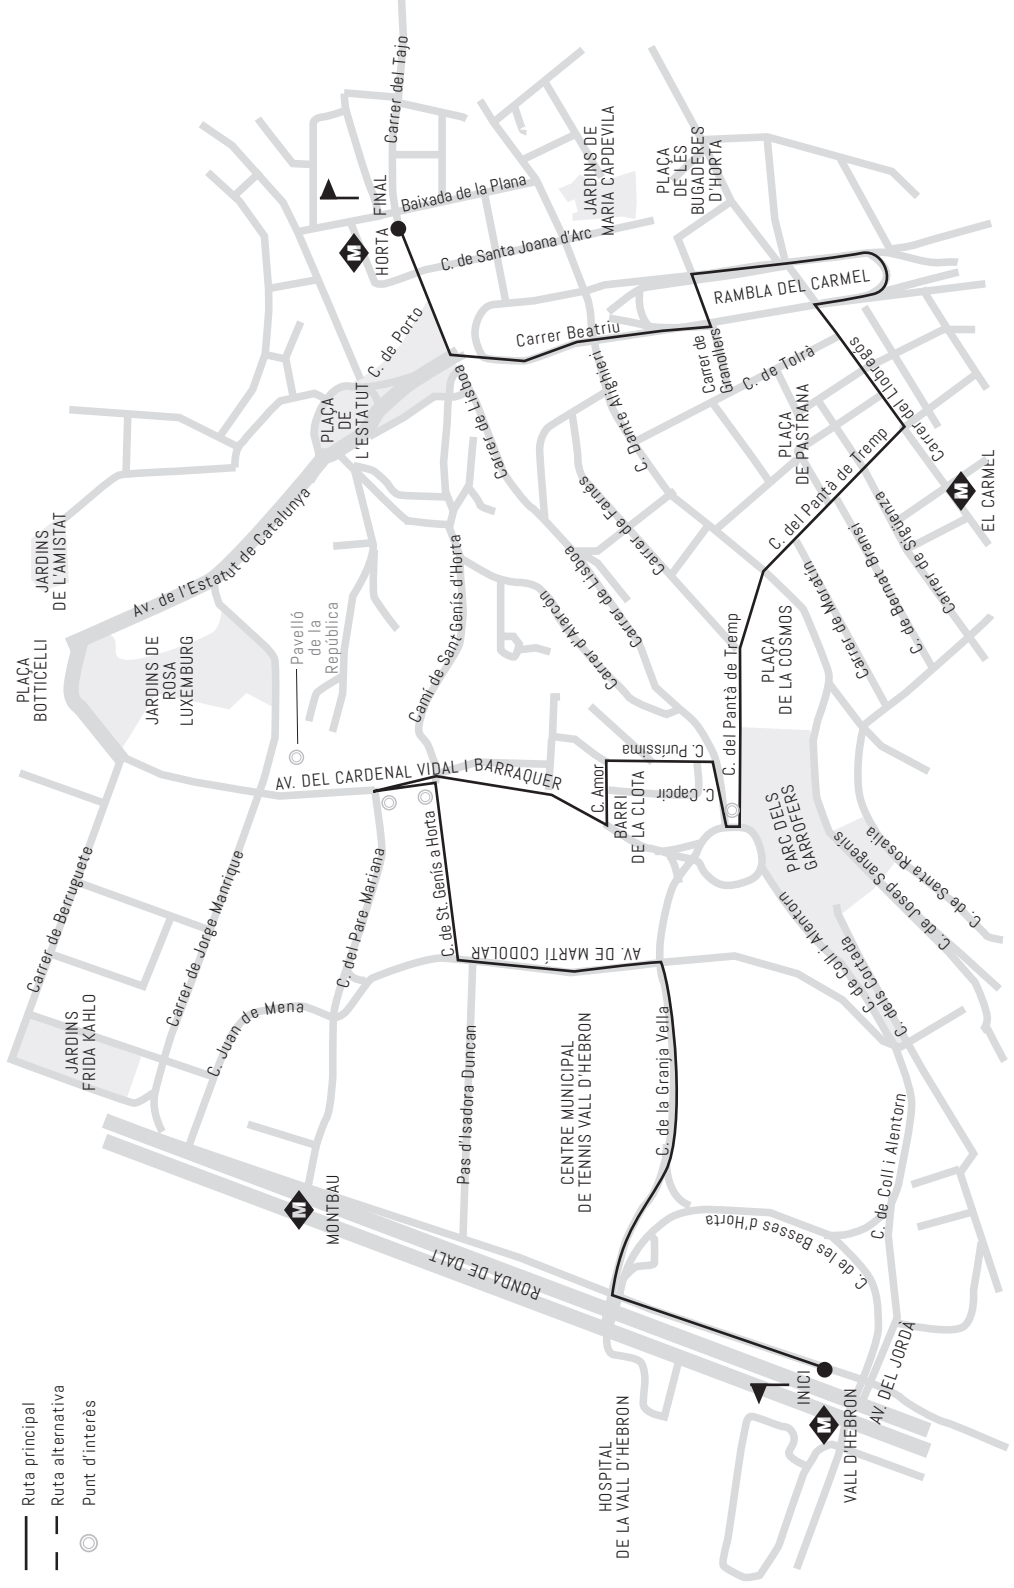 Ruta principal
Ruta alternativa
Punt d'interès
HOSPITAL
DE LA VALL D'HEBRON
M
VALL D'HEBRON
INICI
AV. DEL JORDÀ
RONDA DE DALT
M
MONTBAU
C. de les Basses d'Horta
C. de Coll i Alentorn
C. de la Granja Vella
CENTRE MUNICIPAL
DE TENNIS VALL D'HEBRON
Pas d'Isadora Duncan
JARDINS
FRIDA KAHLO
C. Juan de Mena
Carrer de Berruguete
Carrer de Jorge Manrique
C. del Pare Mariana
C. de St. Genís a Horta
AV. DE MARTÍ CODOLAR
C. de Coll i Alentorn
C. dels Cortada
C. de Josep Sangenís
C. de Santa Rosalia
PARC DELS
GARROFERS
BARRI
DE LA CLOTA
C. Amor
C. Capcir
C. Puríssima
AV. DEL CARDENAL VIDAL I BARRAQUER
Pavelló
de la
República
JARDINS DE
ROSA
LUXEMBURG
PLAÇA
BOTTICELLI
JARDINS
DE L'AMISTAT
Av. de l'Estatut de Catalunya
Camí de Sant Genís d'Horta
Carrer d'Alarcón
Carrer de Lisboa
Carrer de Farnés
C. del Pantà de Tremp
PLAÇA
DE LA COSMOS
Carrer de Moratín
C. de Bernat Bransi
Carrer de Sigüenza
C. del Pantà de Tremp
M
EL CARMEL
Carrer del Llobregós
PLAÇA
DE PASTRANA
C. de Tolrà
C. Dante Alighieri
Carrer de Lisboa
PLAÇA
DE
L'ESTATUT
C. de Porto
Carrer Beatriu
Carrer de
Granollers
RAMBLA DEL CARMEL
M
HORTA
FINAL
C. de Santa Joana d'Arc
Baixada de la Plana
Carrer del Tajo
JARDINS DE
MARIA CAPDEVILA
PLAÇA
DE LES
BUGADERES
D'HORTA